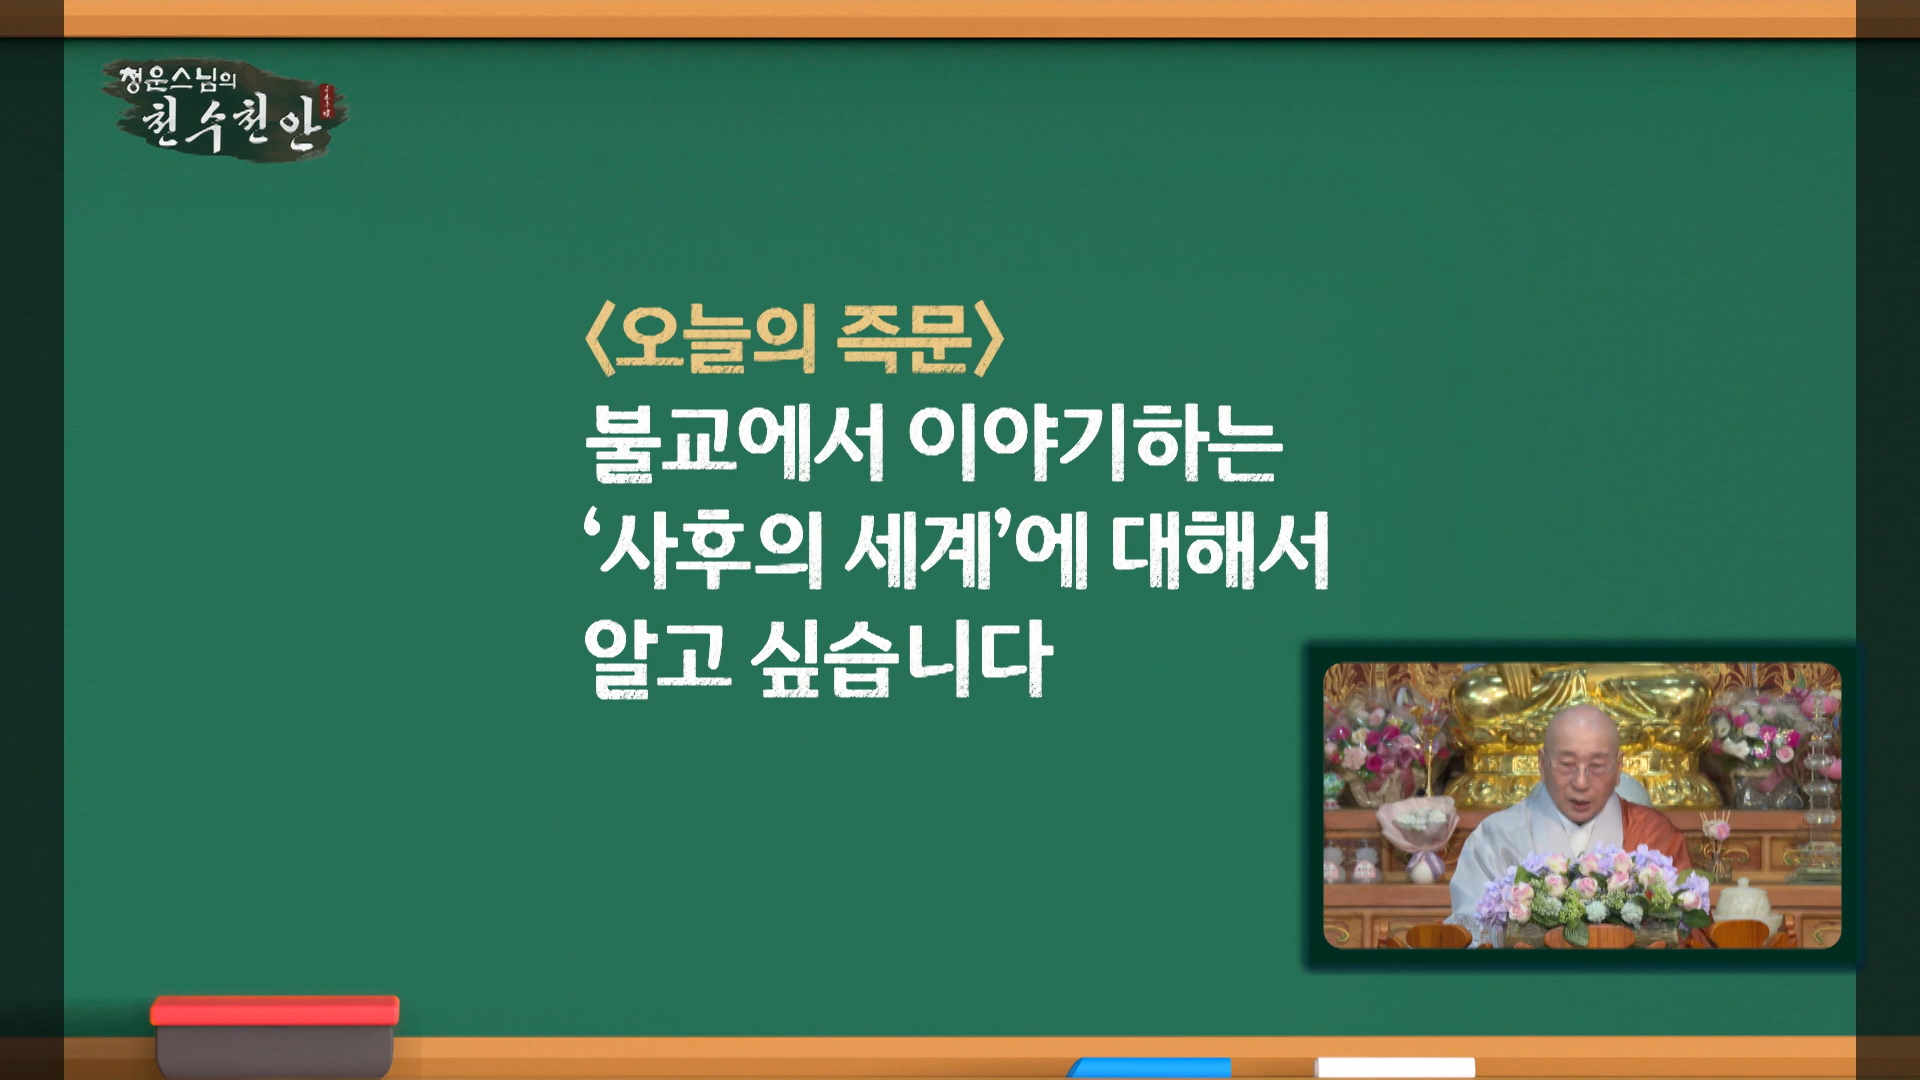 청운스님의
천수천안
<오늘의 즉문>
불교에서 이야기하는
‘사후의 세계’에 대해서
알고 싶습니다